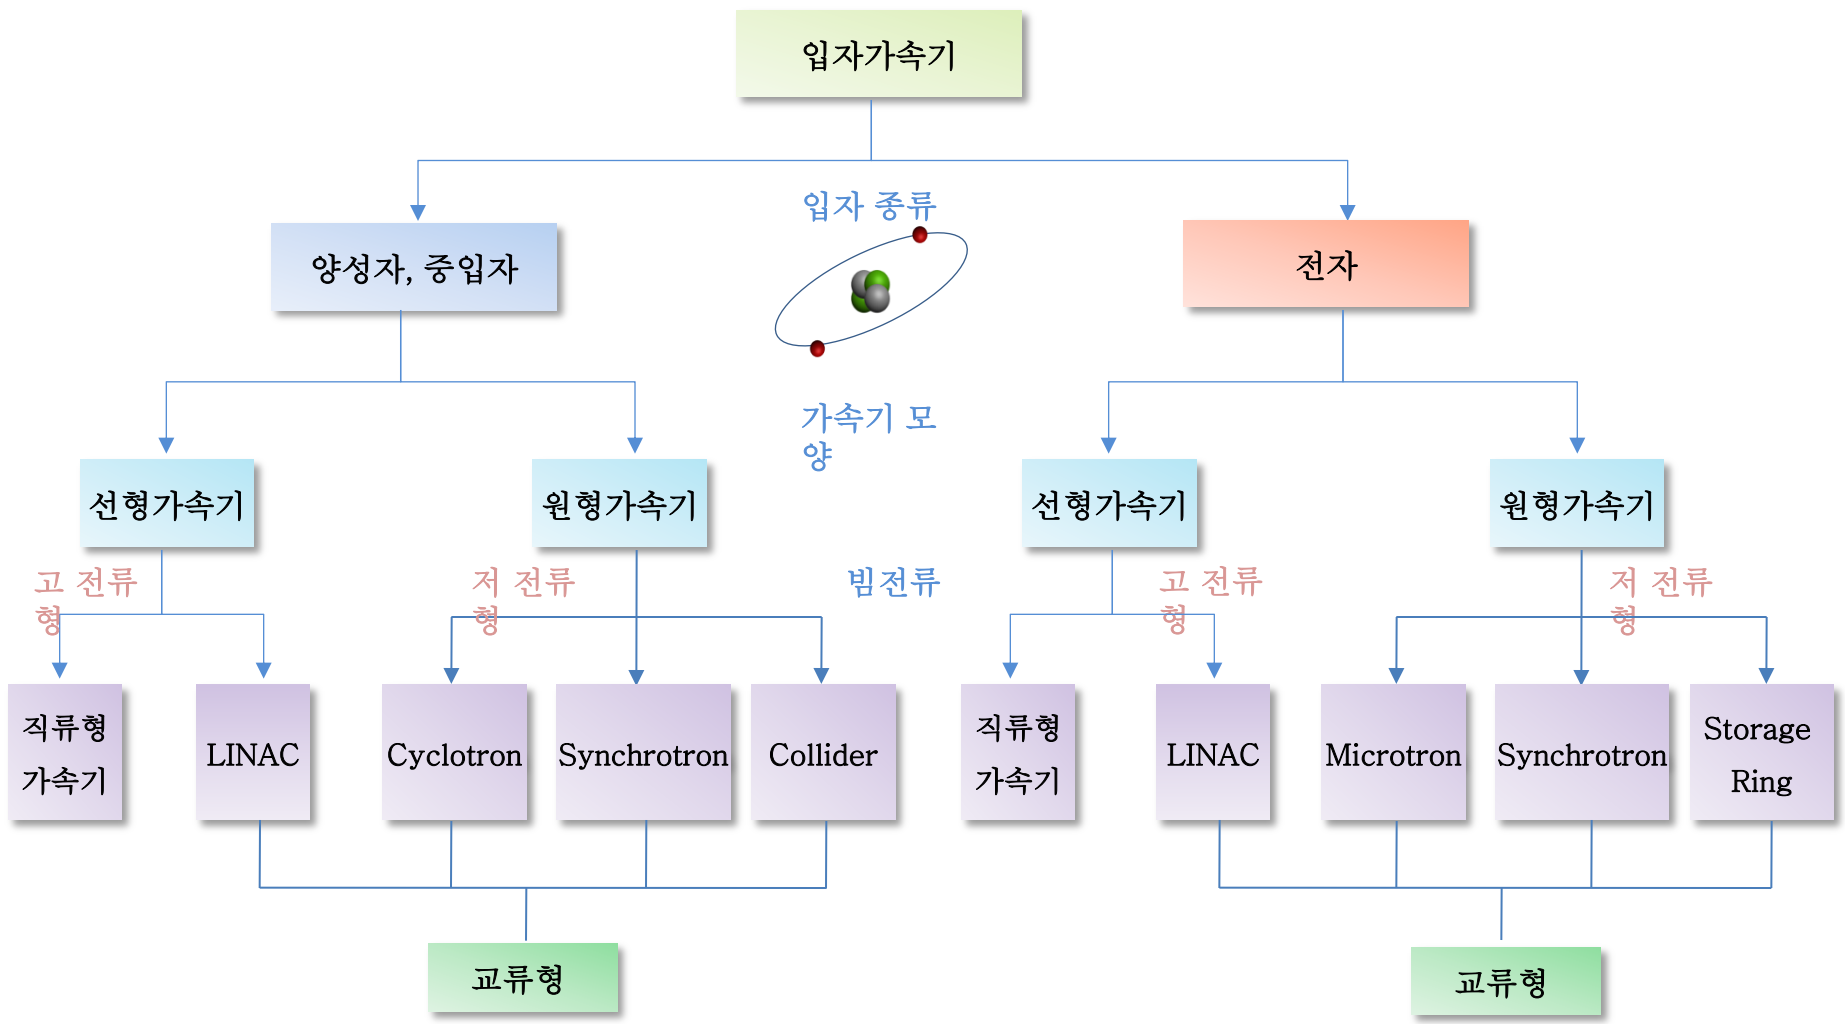 입자가속기
입자 종류
양성자, 중입자
전자
가속기 모
양
선형가속기
원형가속기
선형가속기
원형가속기
고 전류
형
저 전류
형
빔전류
고 전류
형
저 전류
형
직류형
가속기
LINAC
Cyclotron
Synchrotron
Collider
직류형
가속기
LINAC
Microtron
Synchrotron
Storage
Ring
교류형
교류형